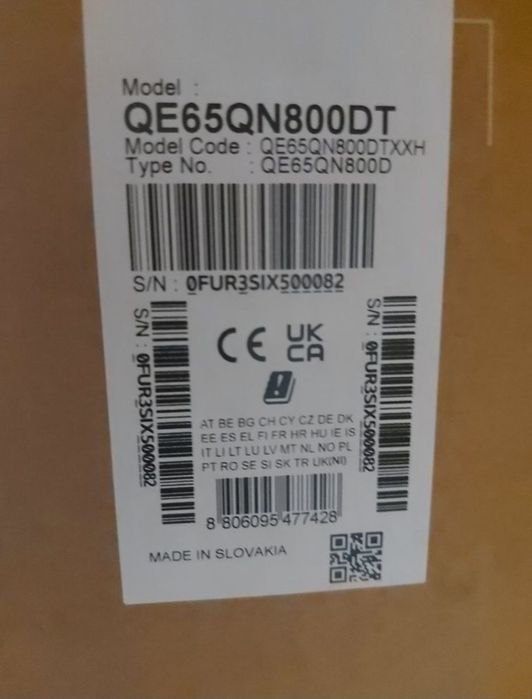 Model :
QE65QN800DT
Model Code : QE65QN800DTXXH
Type No. : QE65QN800D
S/N : 0FUR3SIX500082
S/N : 0FUR3SIX500082
S/N : 0FUR3SIX500082
CE UK
CA
AT BE BG CH CY CZ DE DK
EE ES EL FI FR HR HU IE IS
IT LI LT LU LV MT NL NO PL
PT RO SE SI SK TR UK(NI)
8 806095 477428
MADE IN SLOVAKIA